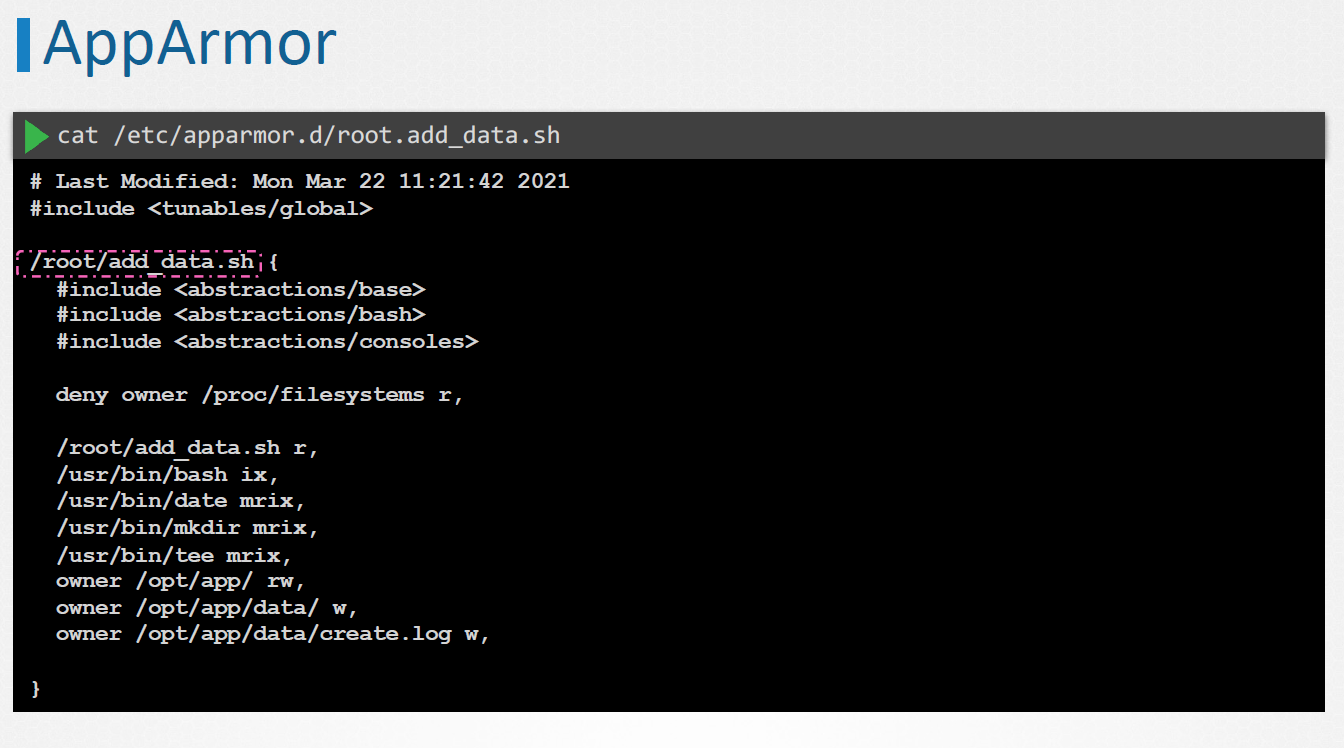 AppArmor
cat /etc/apparmor.d/root.add_data.sh
# Last Modified: Mon Mar 22 11:21:42 2021
#include <tunables/global>
/root/add_data.sh {
#include <abstractions/base>
#include <abstractions/bash>
#include <abstractions/consoles>
deny owner /proc/filesystems r,
/root/add_data.sh r,
/usr/bin/bash ix,
/usr/bin/date mrix,
/usr/bin/mkdir mrix,
/usr/bin/tee mrix,
owner /opt/app/ rw,
owner /opt/app/data/ w,
owner /opt/app/data/create.log w,
}